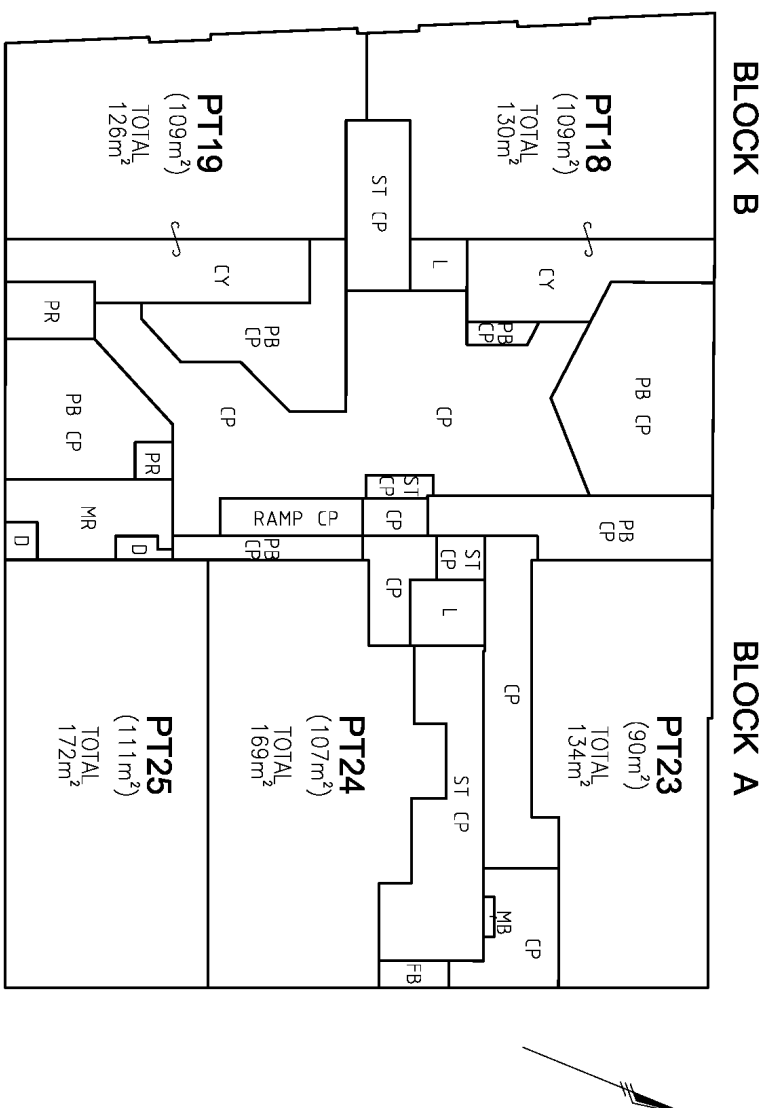 BLOCK B
BLOCK A
PT18
(109m²)
TOTAL
130m²
PT19
(109m²)
TOTAL
126m²
ST CP
L
CY
CY
PB CP
PB
CP
PB
CP
PR
PB CP
PR
CP
CP
ST
CP
RAMP CP
CP
PB
CP
PB
CP
MR
D
D
ST
CP
CP
L
CP
ST CP
MB
CP
FB
PT23
(90m²)
TOTAL
134m²
PT24
(107m²)
TOTAL
169m²
PT25
(111m²)
TOTAL
172m²